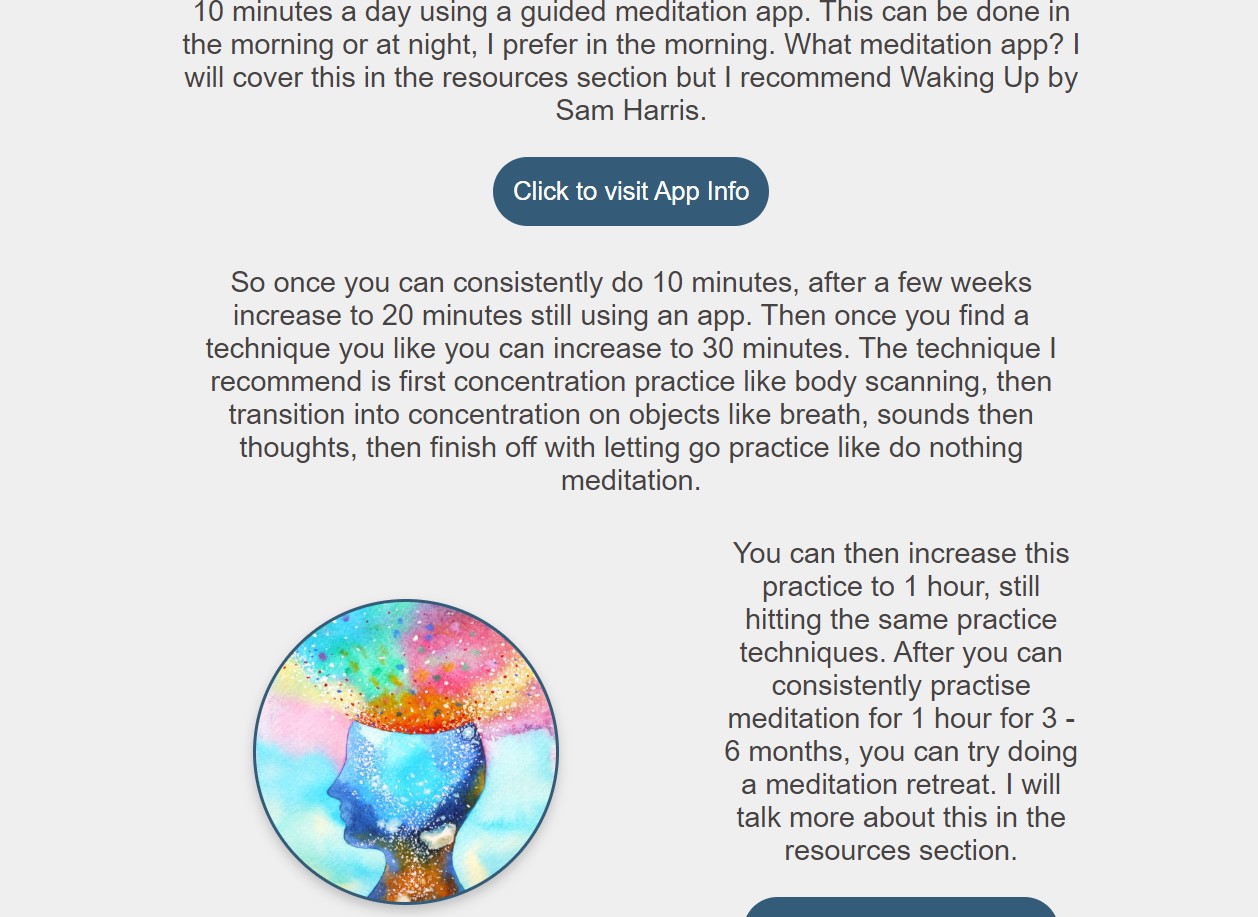 10 minutes a day using a guided meditation app. This can be done in
the morning or at night, I prefer in the morning. What meditation app? I
will cover this in the resources section but I recommend Waking Up by
Sam Harris.
Click to visit App Info
So once you can consistently do 10 minutes, after a few weeks
increase to 20 minutes still using an app. Then once you find a
technique you like you can increase to 30 minutes. The technique I
recommend is first concentration practice like body scanning, then
transition into concentration on objects like breath, sounds then
thoughts, then finish off with letting go practice like do nothing
meditation.
You can then increase this
practice to 1 hour, still
hitting the same practice
techniques. After you can
consistently practise
meditation for 1 hour for 3 -
6 months, you can try doing
a meditation retreat. I will
talk more about this in the
resources section.